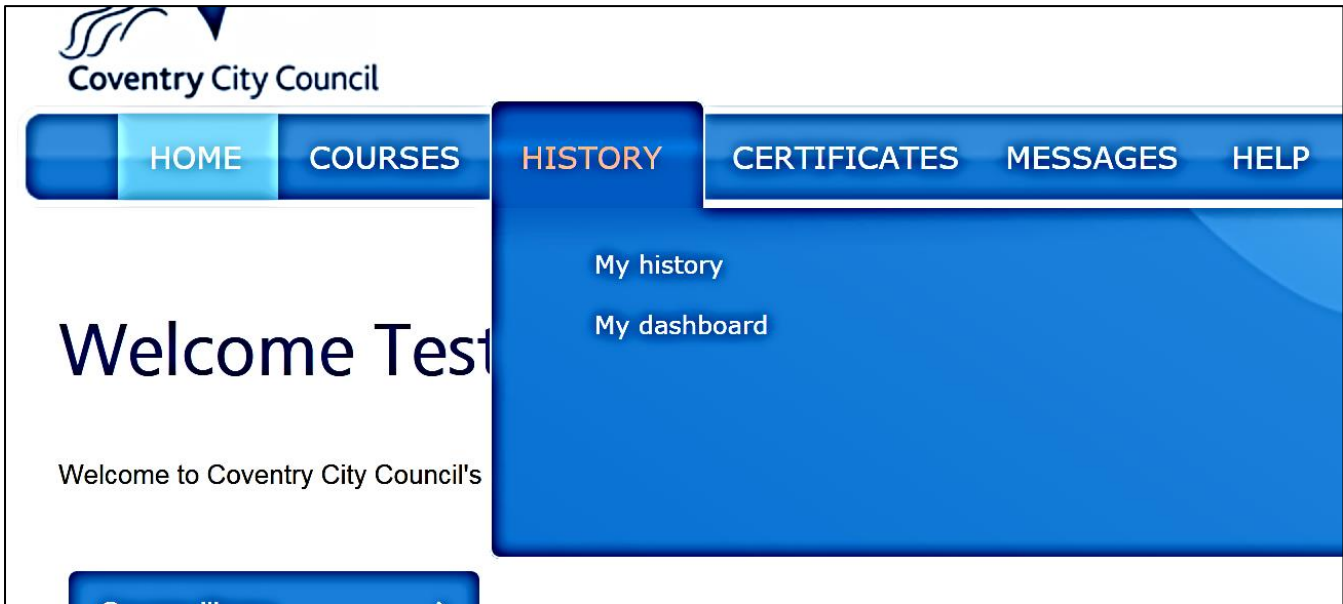 Coventry City Council
HOME COURSES HISTORY CERTIFICATES MESSAGES HELP
My history
My dashboard
Welcome Test
Welcome to Coventry City Council's